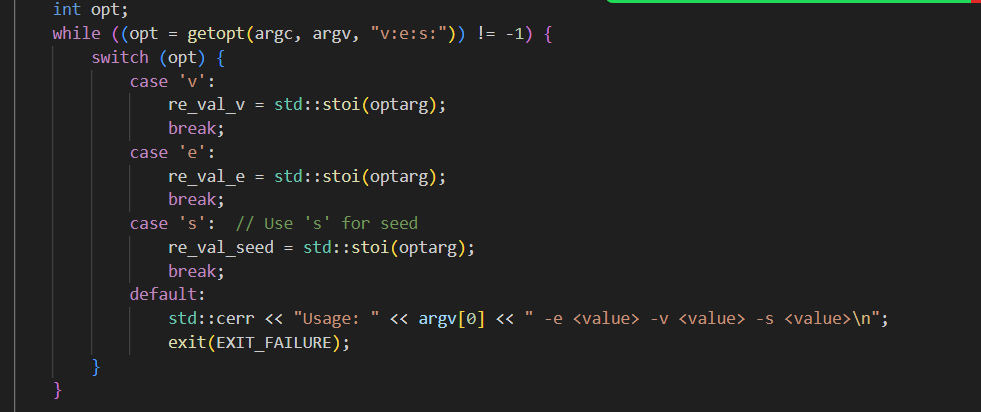 int opt;
while ((opt = getopt(argc, argv, "v:e:s:")) != -1) {
switch (opt) {
case 'v':
re_val_v = std::stoi(optarg);
break;
case 'e':
re_val_e = std::stoi(optarg);
break;
case 's':  // Use 's' for seed
re_val_seed = std::stoi(optarg);
break;
default:
std::cerr << "Usage: " << argv[0] << " -e <value> -v <value> -s <value>\n";
exit(EXIT_FAILURE);
}
}